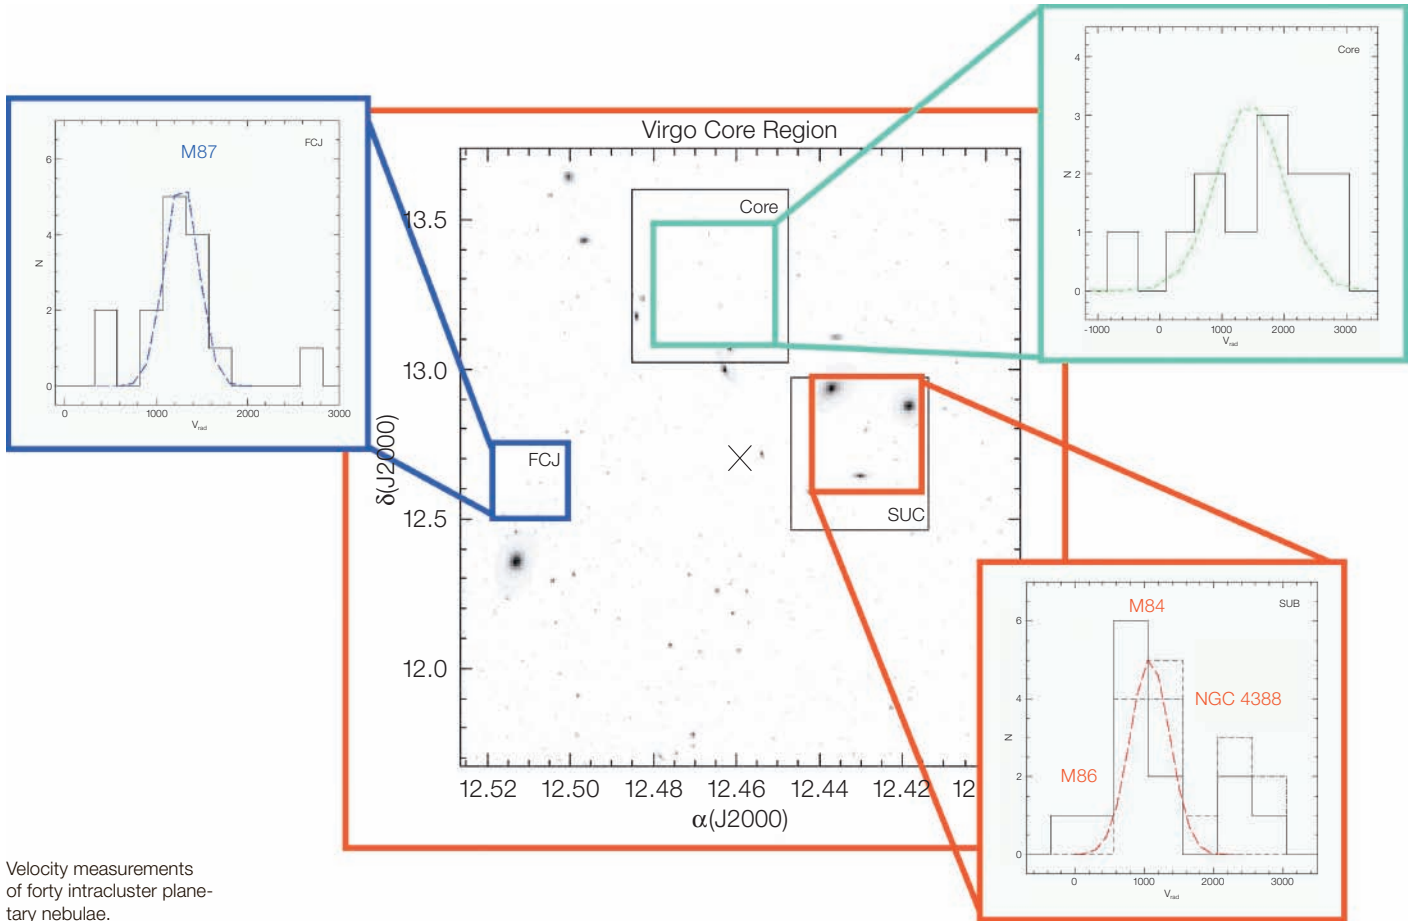 Virgo Core Region
Core
FCJ
SUC
13.5
13.0
12.5
12.0
δ(J2000)
12.52 12.50 12.48 12.46 12.44 12.42 12
α(J2000)
FCJ
M87
6
4
2
0
N
0 1000 2000 3000
Vrad
Core
4
3
2
1
0
N
-1000 0 1000 2000 3000
Vrad
SUB
M84
NGC 4388
M86
6
4
2
0
N
0 1000 2000 3000
Vrad
Velocity measurements
of forty intracluster plane-
tary nebulae.